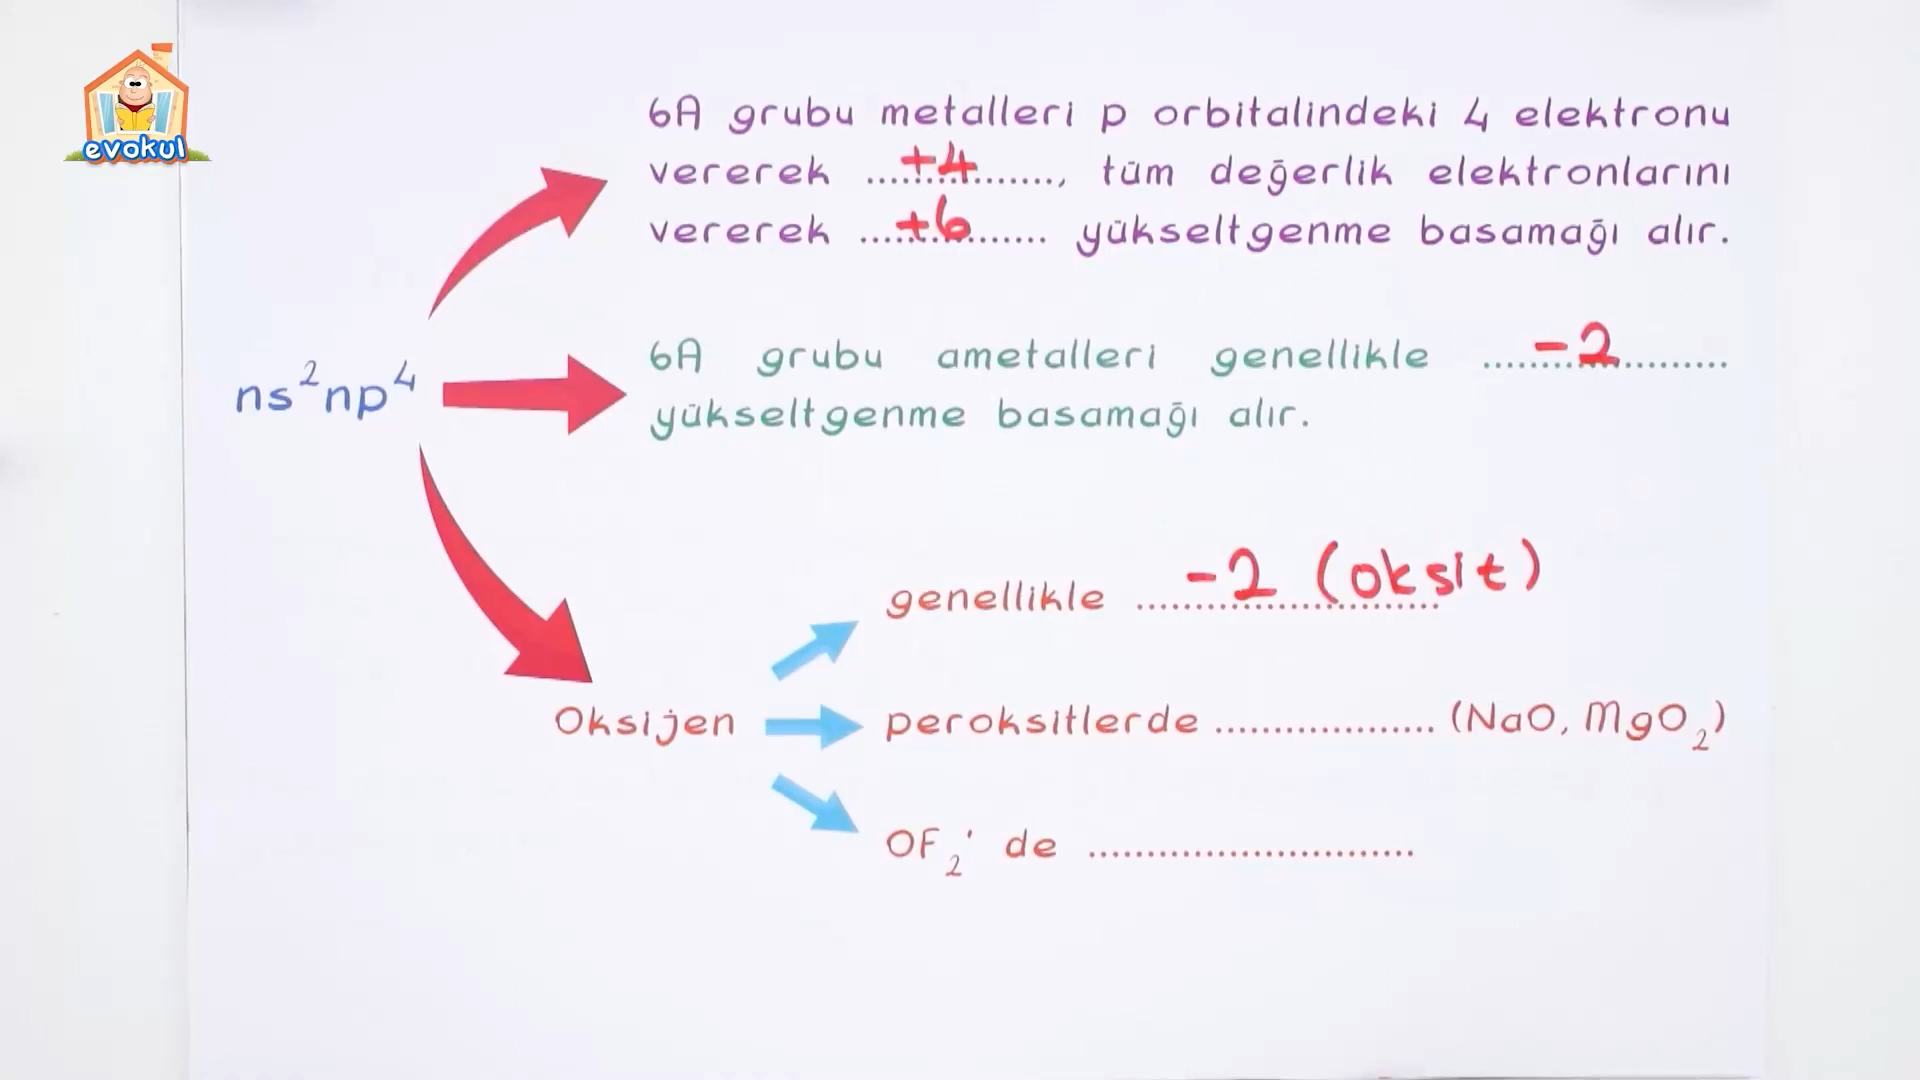 evokul
6A grubu metalleri p orbitalindeki 4 elektronu
vererek ....+4...., tüm değerlik elektronlarını
vererek ....+6.... yükseltgenme basamağı alır.
ns²np⁴
6A grubu ametalleri genellikle ....-2....
yükseltgenme basamağı alır.
genellikle ....-2 (oksit)
Oksijen
peroksitlerde .................. (NaO, MgO₂)
OF₂' de ............................